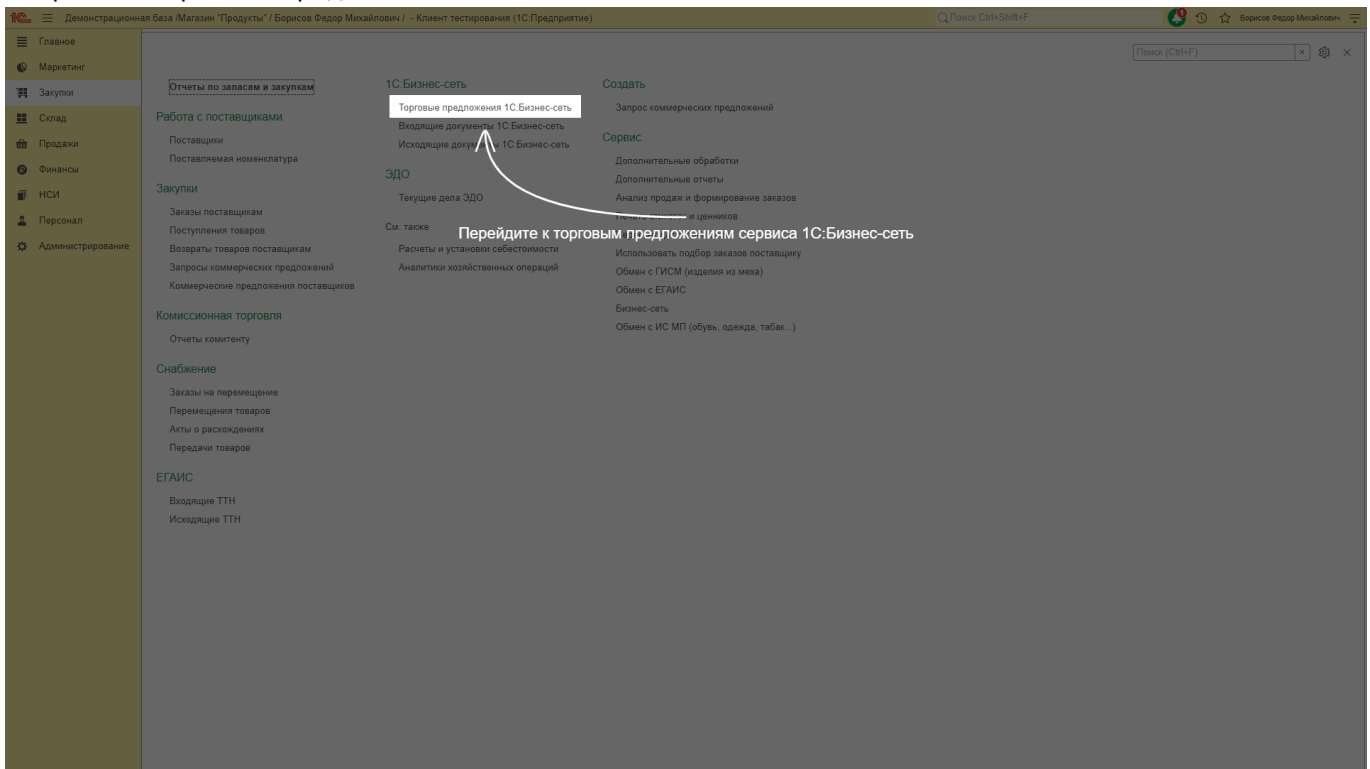 Демонстрационная база /Магазин "Продукты" / Борисов Федор Михайлович / - Клиент тестирования (1С:Предприятие)
Поиск Ctrl+Shift+F
Борисов Федор Михайлович
Главное
Маркетинг
Закупки
Склад
Продажи
Финансы
НСИ
Персонал
Администрирование
Поиск (Ctrl+F)
Отчеты по запасам и закупкам
Работа с поставщиками
Поставщики
Поставляемая номенклатура
Закупки
Заказы поставщикам
Поступления товаров
Возвраты товаров поставщикам
Запросы коммерческих предложений
Коммерческие предложения поставщиков
Комиссионная торговля
Отчеты комитенту
Снабжение
Заказы на перемещение
Перемещения товаров
Акты о расхождениях
Передачи товаров
ЕГАИС
Входящие ТТН
Исходящие ТТН
1С:Бизнес-сеть
Торговые предложения 1С:Бизнес-сеть
Входящие документы 1С:Бизнес-сеть
Исходящие документы 1С:Бизнес-сеть
ЭДО
Текущие дела ЭДО
См. также
Расчеты и установки себестоимости
Аналитики хозяйственных операций
Создать
Запрос коммерческих предложений
Сервис
Дополнительные обработки
Дополнительные отчеты
Анализ продаж и формирование заказов
и ценников
Использовать подбор заказов поставщику
Обмен с ГИСМ (изделия из меха)
Обмен с ЕГАИС
Бизнес-сеть
Обмен с ИС МП (обувь, одежда, табак...)
Перейдите к торговым предложениям сервиса 1С:Бизнес-сеть